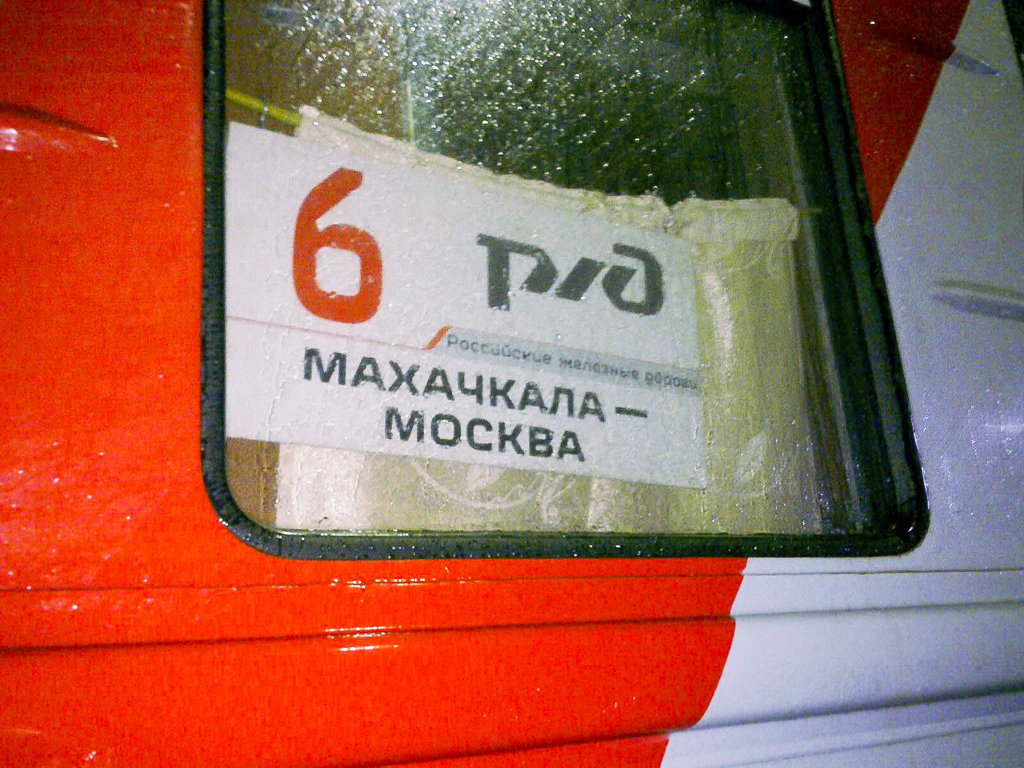 6
ржд
Российские железные дороги
МАХАЧКАЛА —
МОСКВА